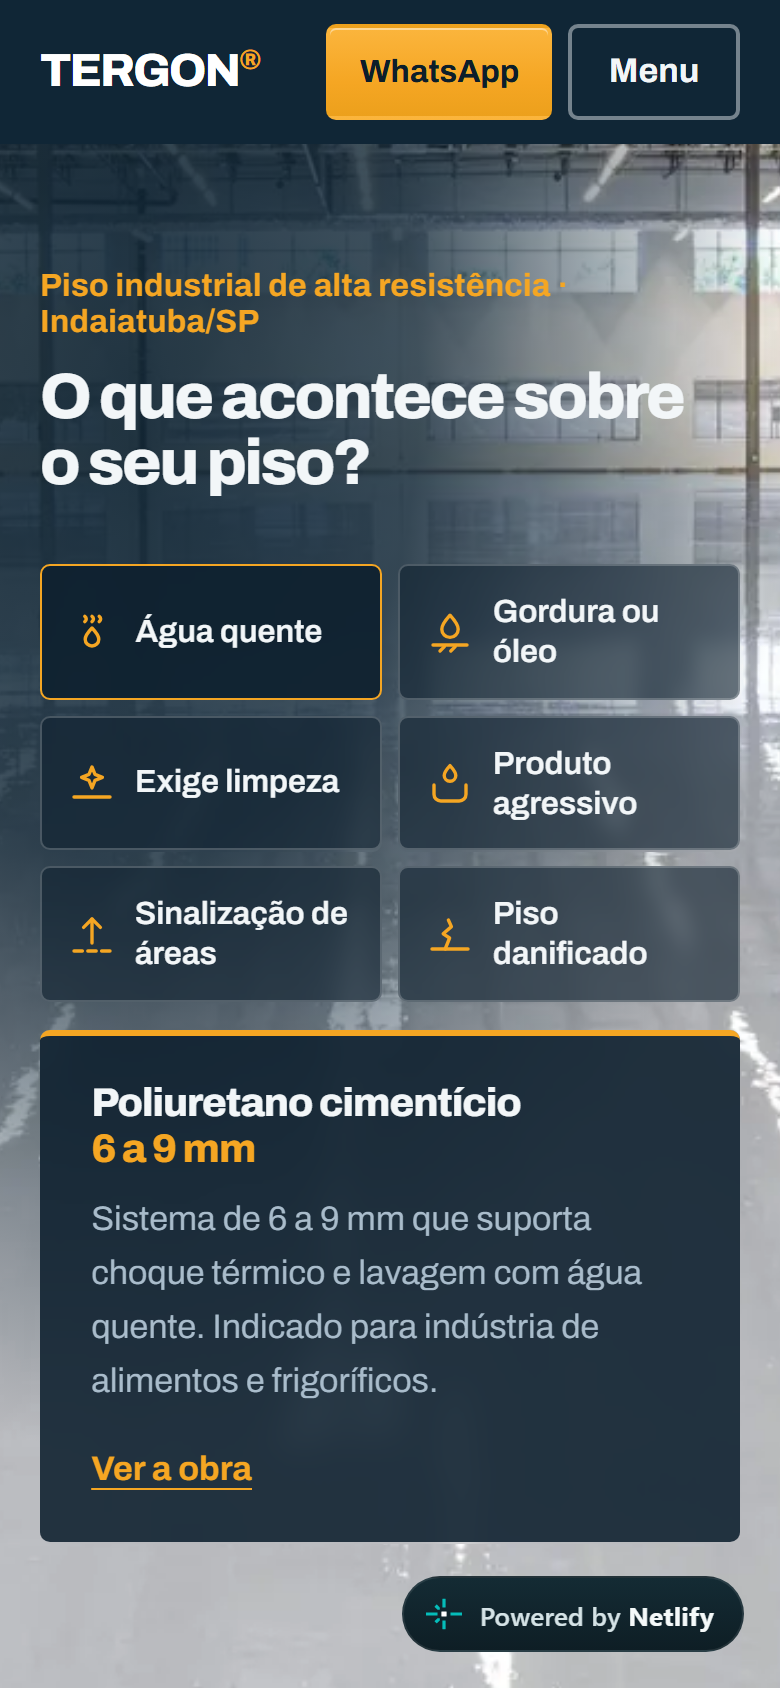 TERGON®
WhatsApp
Menu
Piso industrial de alta resistência ·
Indaiatuba/SP
O que acontece sobre
o seu piso?
Água quente
Gordura ou
óleo
Exige limpeza
Produto
agressivo
Sinalização de
áreas
Piso
danificado
Poliuretano cimentício
6 a 9 mm
Sistema de 6 a 9 mm que suporta
choque térmico e lavagem com água
quente. Indicado para indústria de
alimentos e frigoríficos.
Ver a obra
Powered by Netlify